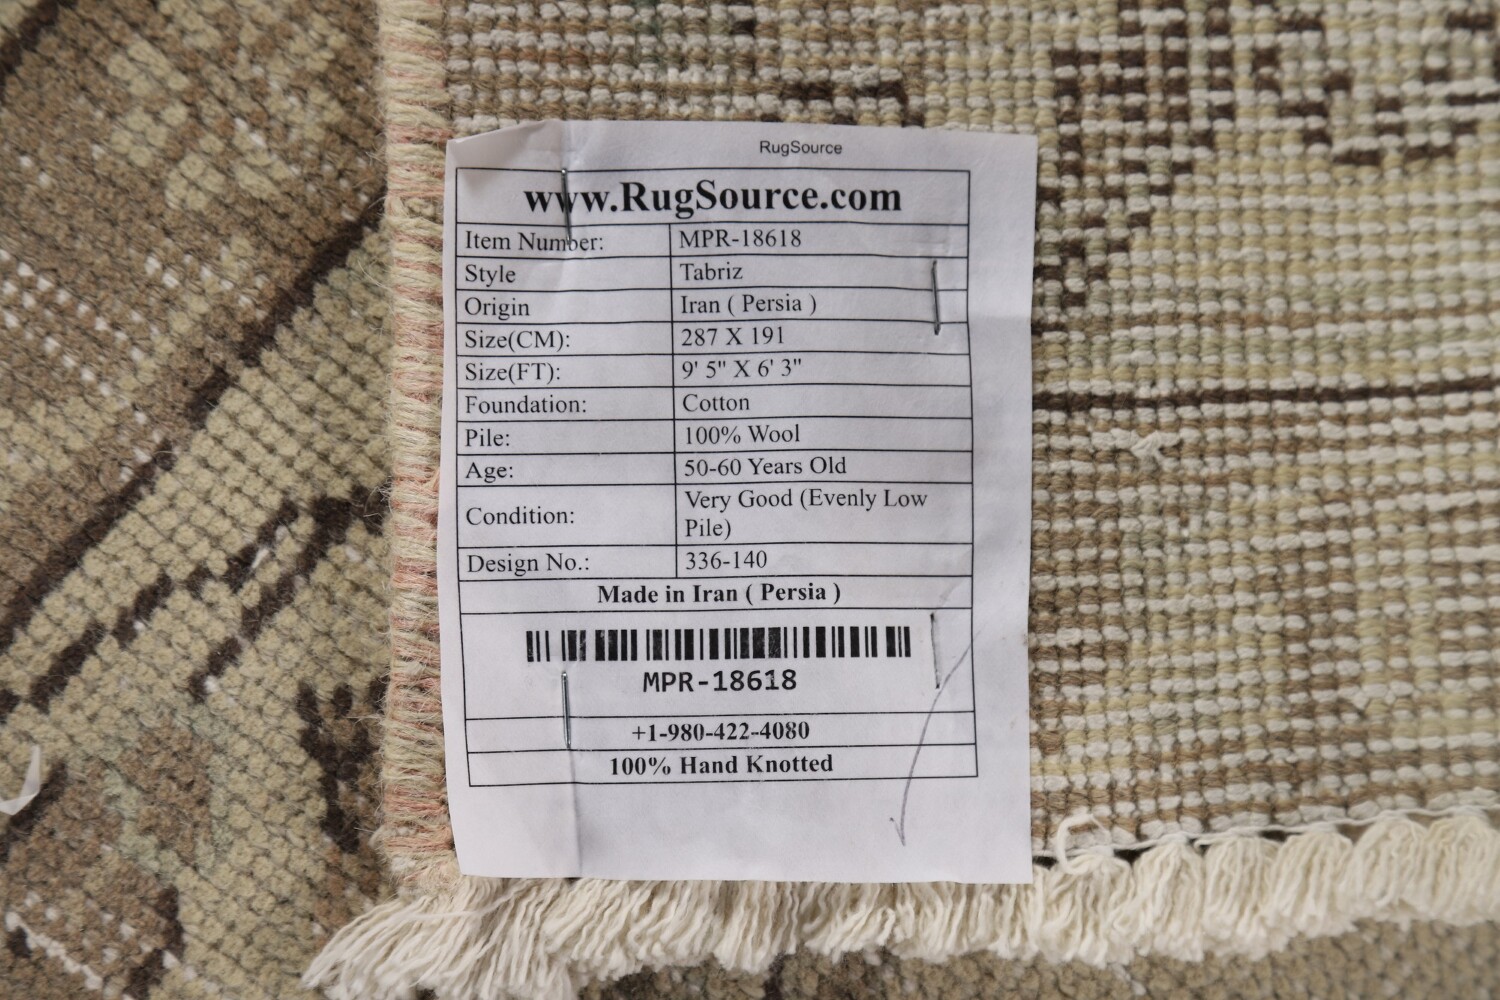 RugSource
www.RugSource.com
Item Number: MPR-18618
Style Tabriz
Origin Iran ( Persia )
Size(CM): 287 X 191
Size(FT): 9' 5" X 6' 3"
Foundation: Cotton
Pile: 100% Wool
Age: 50-60 Years Old
Condition: Very Good (Evenly Low
Pile)
Design No.: 336-140
Made in Iran ( Persia )
MPR-18618
+1-980-422-4080
100% Hand Knotted